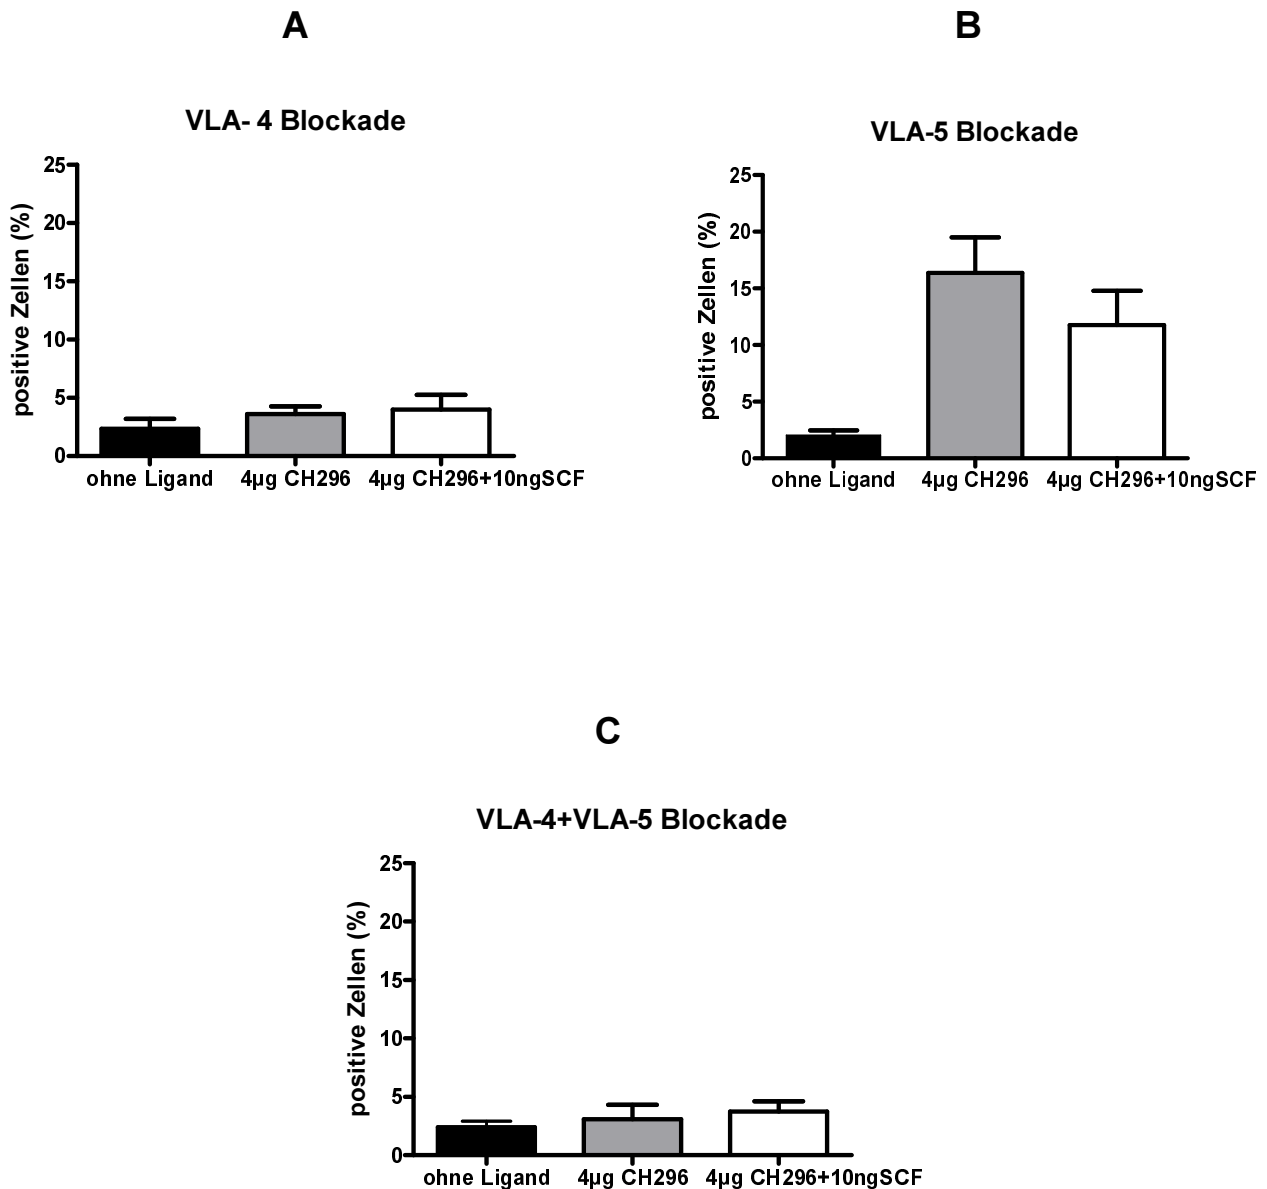 A
VLA- 4 Blockade
positive Zellen (%)
25
20
15
10
5
0
ohne Ligand
4µg CH296
4µg CH296+10ngSCF
B
VLA-5 Blockade
positive Zellen (%)
25
20
15
10
5
0
ohne Ligand
4µg CH296
4µg CH296+10ngSCF
C
VLA-4+VLA-5 Blockade
positive Zellen (%)
25
20
15
10
5
0
ohne Ligand
4µg CH296
4µg CH296+10ngSCF